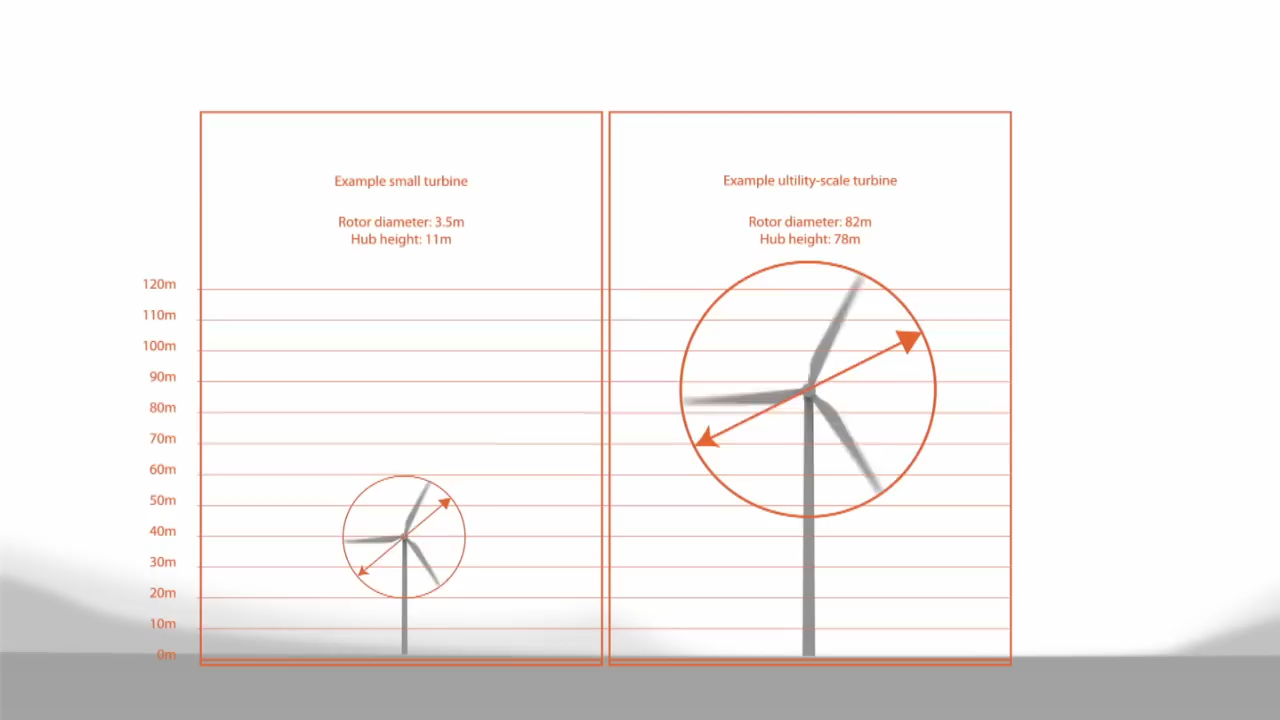 Example small turbine
Rotor diameter: 3.5m
Hub height: 11m
Example ultility-scale turbine
Rotor diameter: 82m
Hub height: 78m
120m
110m
100m
90m
80m
70m
60m
50m
40m
30m
20m
10m
0m